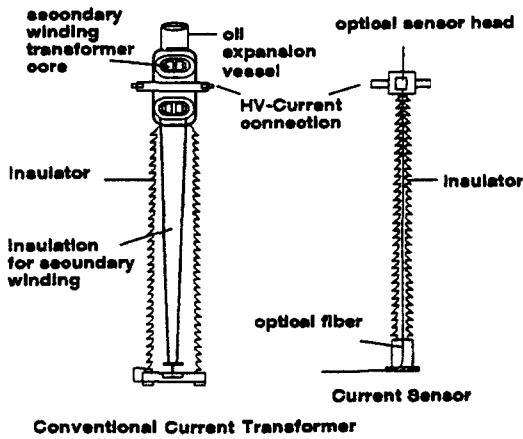 secondary
winding
transformer
core
oil
expansion
vessel
optical sensor head
HV-Current
connection
Insulator
Insulator
Insulation
for secoundary
winding
optical fiber
Current Sensor
Conventional Current Transformer